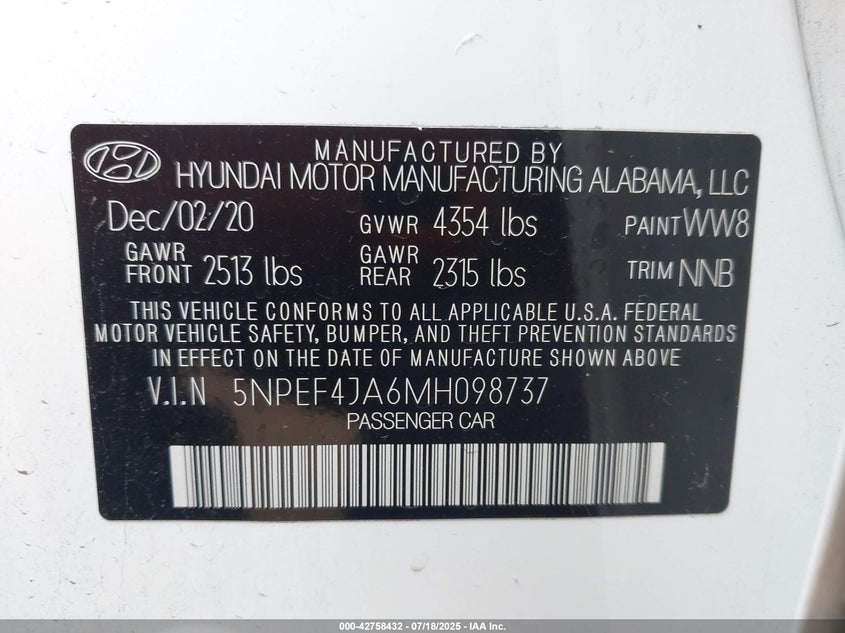 MANUFACTURED BY
HYUNDAI MOTOR MANUFACTURING ALABAMA, LLC
Dec/02/20 GVWR 4354 lbs PAINT WW8
GAWR FRONT 2513 lbs GAWR REAR 2315 lbs TRIM NNB
THIS VEHICLE CONFORMS TO ALL APPLICABLE U.S.A. FEDERAL
MOTOR VEHICLE SAFETY, BUMPER, AND THEFT PREVENTION STANDARDS
IN EFFECT ON THE DATE OF MANUFACTURE SHOWN ABOVE
V.I.N 5NPEF4JA6MH098737
PASSENGER CAR
000-42758432 - 07/18/2025 - IAA Inc.